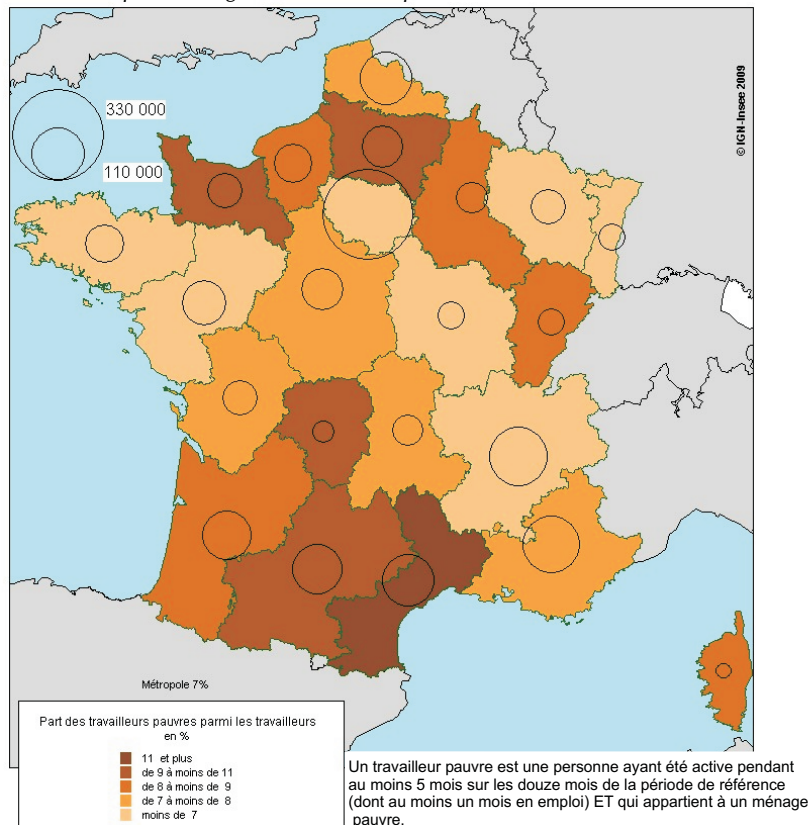 330 000
110 000
© IGN-Insee 2009
Métropole 7%
Part des travailleurs pauvres parmi les travailleurs
en %
11 et plus
de 9 à moins de 11
de 8 à moins de 9
de 7 à moins de 8
moins de 7
Un travailleur pauvre est une personne ayant été active pendant
au moins 5 mois sur les douze mois de la période de référence
(dont au moins un mois en emploi) ET qui appartient à un ménage
pauvre.